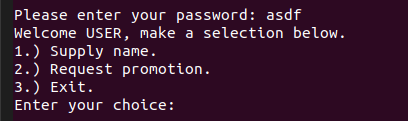 Please enter your password: asdf
Welcome USER, make a selection below.
1.) Supply name.
2.) Request promotion.
3.) Exit.
Enter your choice: